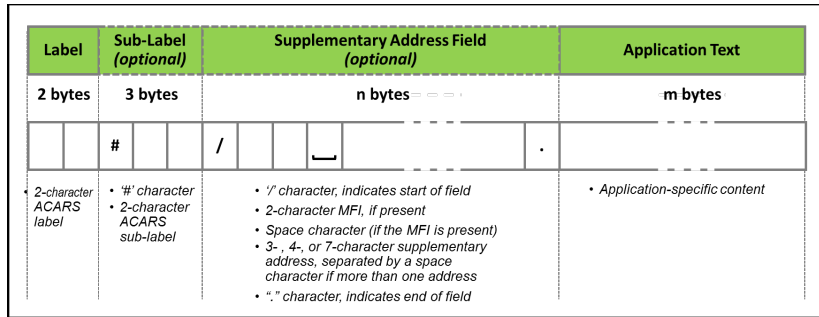 Label
Sub-Label
(optional)
Supplementary Address Field
(optional)
Application Text
2 bytes
3 bytes
n bytes
m bytes
#
/
.
• 2-character
ACARS
label
• '#' character
• 2-character
ACARS
sub-label
• '/' character, indicates start of field
• 2-character MFI, if present
• Space character (if the MFI is present)
• 3- , 4-, or 7-character supplementary
address, separated by a space
character if more than one address
• “.” character, indicates end of field
• Application-specific content